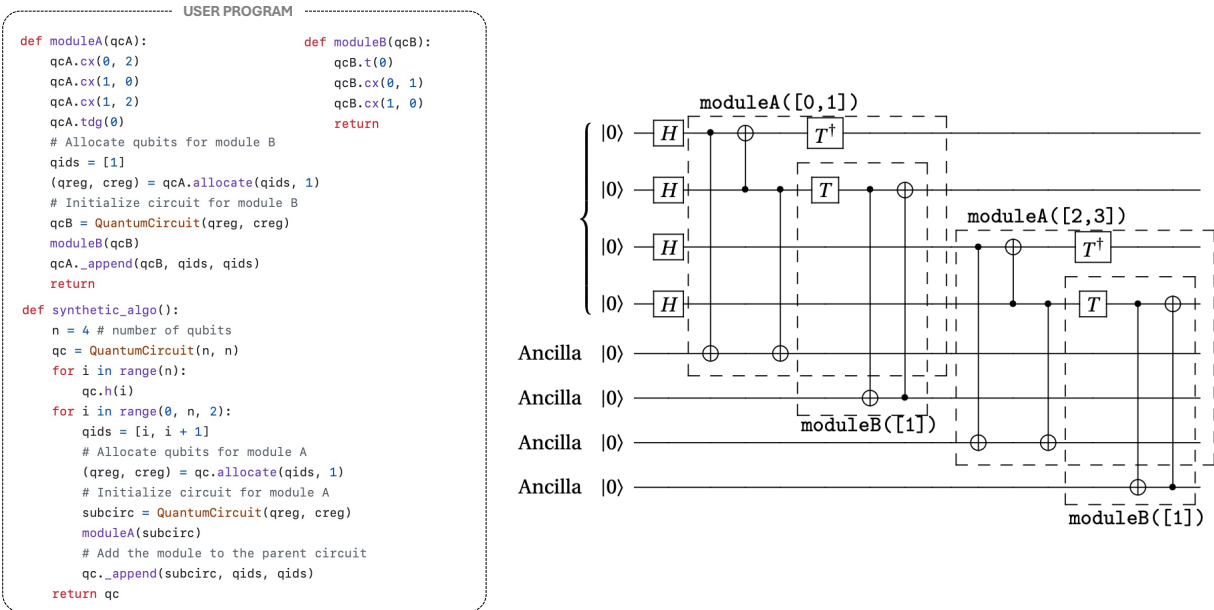 USER PROGRAM
def moduleA(qcA):
    qcA.cx(0, 2)
    qcA.cx(1, 0)
    qcA.cx(1, 2)
    qcA.tdg(0)
    # Allocate qubits for module B
    qids = [1]
    (qreg, creg) = qcA.allocate(qids, 1)
    # Initialize circuit for module B
    qcB = QuantumCircuit(qreg, creg)
    moduleB(qcB)
    qcA._append(qcB, qids, qids)
    return
def moduleB(qcB):
    qcB.t(0)
    qcB.cx(0, 1)
    qcB.cx(1, 0)
    return
def synthetic_algo():
    n = 4 # number of qubits
    qc = QuantumCircuit(n, n)
    for i in range(n):
        qc.h(i)
    for i in range(0, n, 2):
        qids = [i, i + 1]
        # Allocate qubits for module A
        (qreg, creg) = qc.allocate(qids, 1)
        # Initialize circuit for module A
        subcirc = QuantumCircuit(qreg, creg)
        moduleA(subcirc)
        # Add the module to the parent circuit
        qc._append(subcirc, qids, qids)
    return qc
moduleA([0,1])
|0⟩ H T†
|0⟩ H T
moduleA([2,3])
|0⟩ H T†
|0⟩ H T
Ancilla |0⟩
Ancilla |0⟩
moduleB([1])
Ancilla |0⟩
Ancilla |0⟩
moduleB([1])